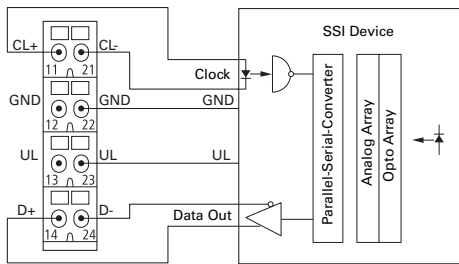 SSI Device
CL+ CL-
11 21
Clock
GND GND GND
12 22
UL UL UL
13 23
D+ D-
14 24
Data Out
Parallel-Serial-Converter
Analog Array
Opto Array